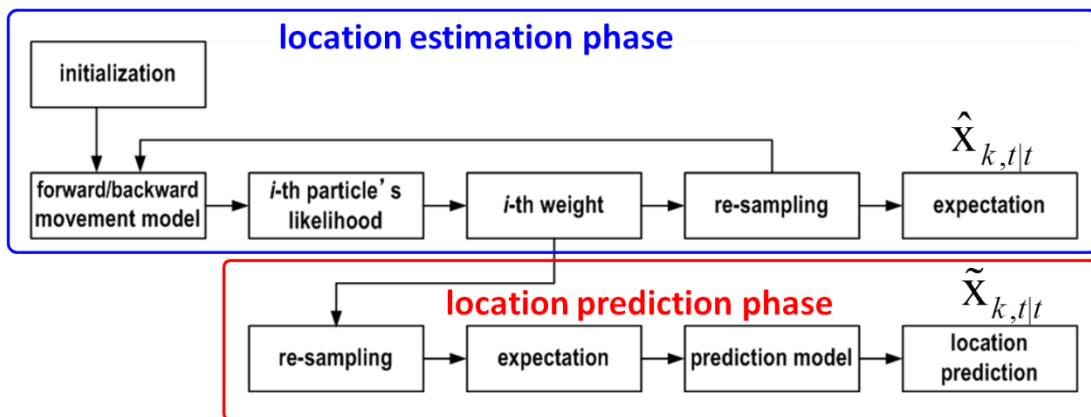 location estimation phase
initialization
x̂ k,t|t
forward/backward
movement model
i-th particle's
likelihood
i-th weight
re-sampling
expectation
location prediction phase
x̃ k,t|t
re-sampling
expectation
prediction model
location
prediction